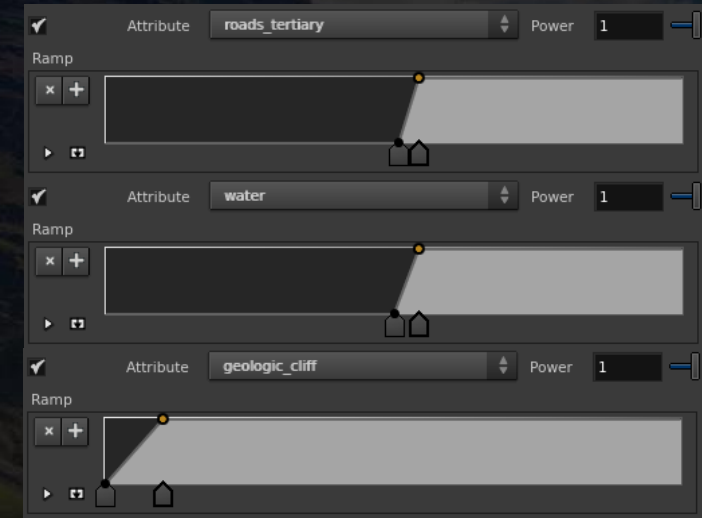 Attribute roads_tertiary Power 1
Ramp
Attribute water Power 1
Ramp
Attribute geologic_cliff Power 1
Ramp